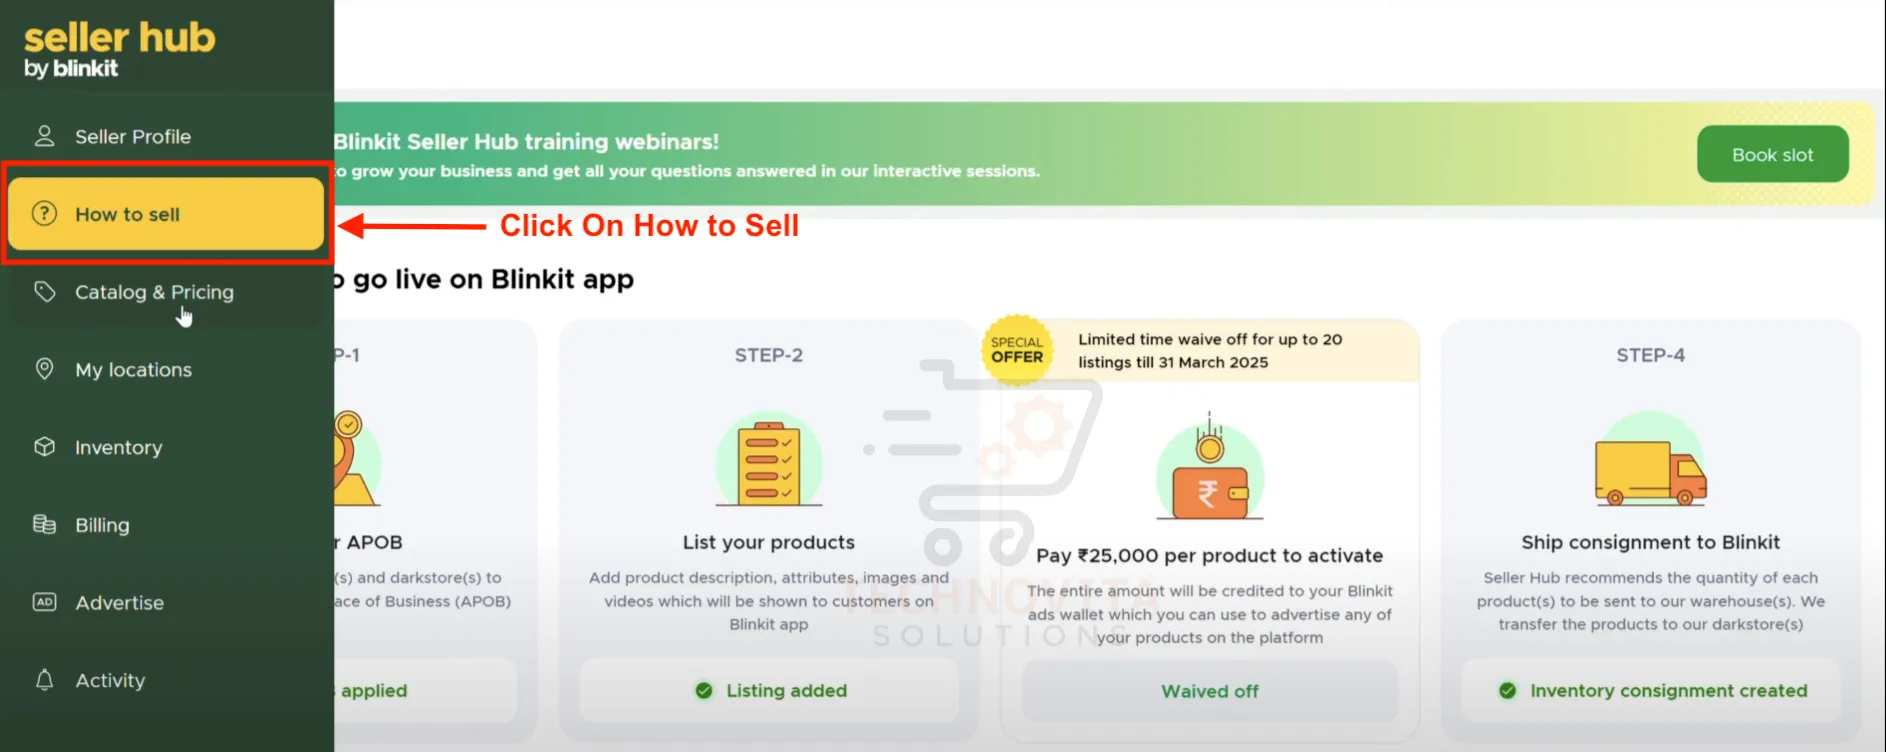 seller hub
by blinkit
Seller Profile
How to sell
Catalog & Pricing
My locations
Inventory
Billing
AD Advertise
Activity
Blinkit Seller Hub training webinars!
to grow your business and get all your questions answered in our interactive sessions.
Book slot
Click On How to Sell
o go live on Blinkit app
P-1
r APOB
(s) and darkstore(s) to
ace of Business (APOB)
s applied
STEP-2
List your products
Add product description, attributes, images and
videos which will be shown to customers on
Blinkit app
Listing added
SPECIAL
OFFER
Limited time waive off for up to 20
listings till 31 March 2025
₹
Pay ₹25,000 per product to activate
The entire amount will be credited to your Blinkit
ads wallet which you can use to advertise any of
your products on the platform
Waived off
STEP-4
Ship consignment to Blinkit
Seller Hub recommends the quantity of each
product(s) to be sent to our warehouse(s). We
transfer the products to our darkstore(s)
Inventory consignment created
TECHNOVITA
SOLUTIONS